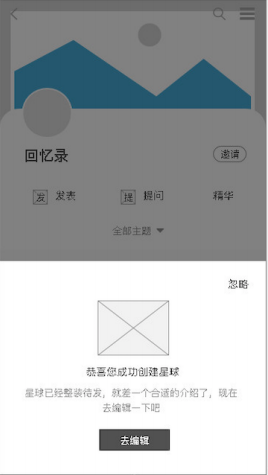 回忆录
邀请
发 发表
提 提问
精华
全部主题
忽略
恭喜您成功创建星球
星球已经整装待发，就差一个合适的介绍了，现在
去编辑一下吧
去编辑